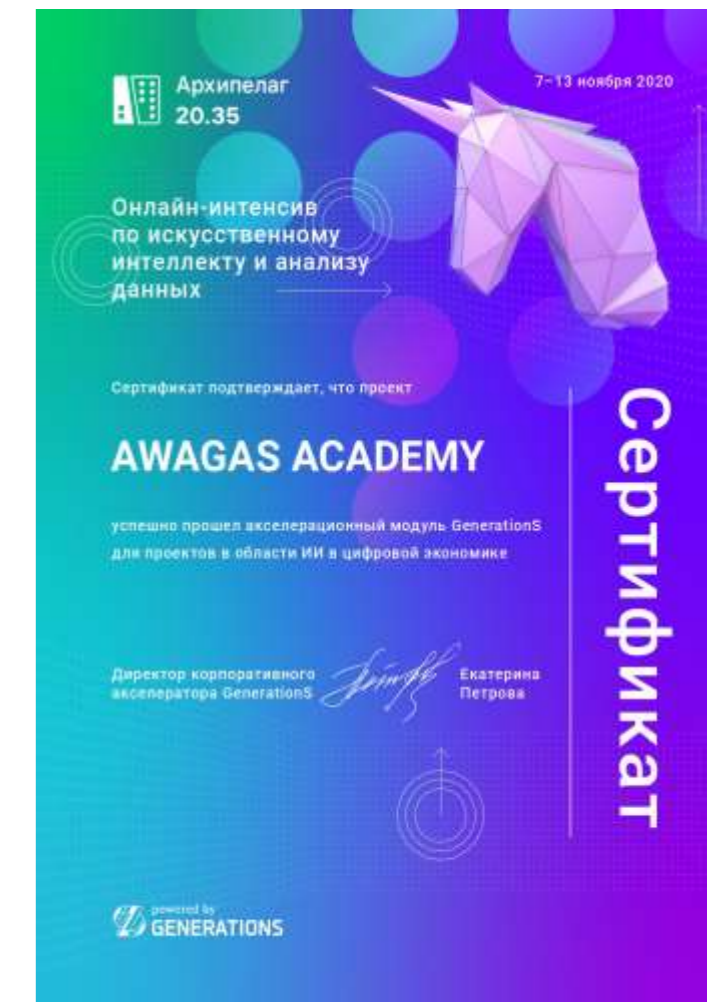 Архипелаг
20.35
7–13 ноября 2020
Онлайн-интенсив
по искусственному
интеллекту и анализу
данных
Сертификат подтверждает, что проект
AWAGAS ACADEMY
успешно прошел акселерационный модуль GenerationS
для проектов в области ИИ в цифровой экономике
Директор корпоративного
акселератора GenerationS
Екатерина
Петрова
Сертификат
powered by
GENERATIONS